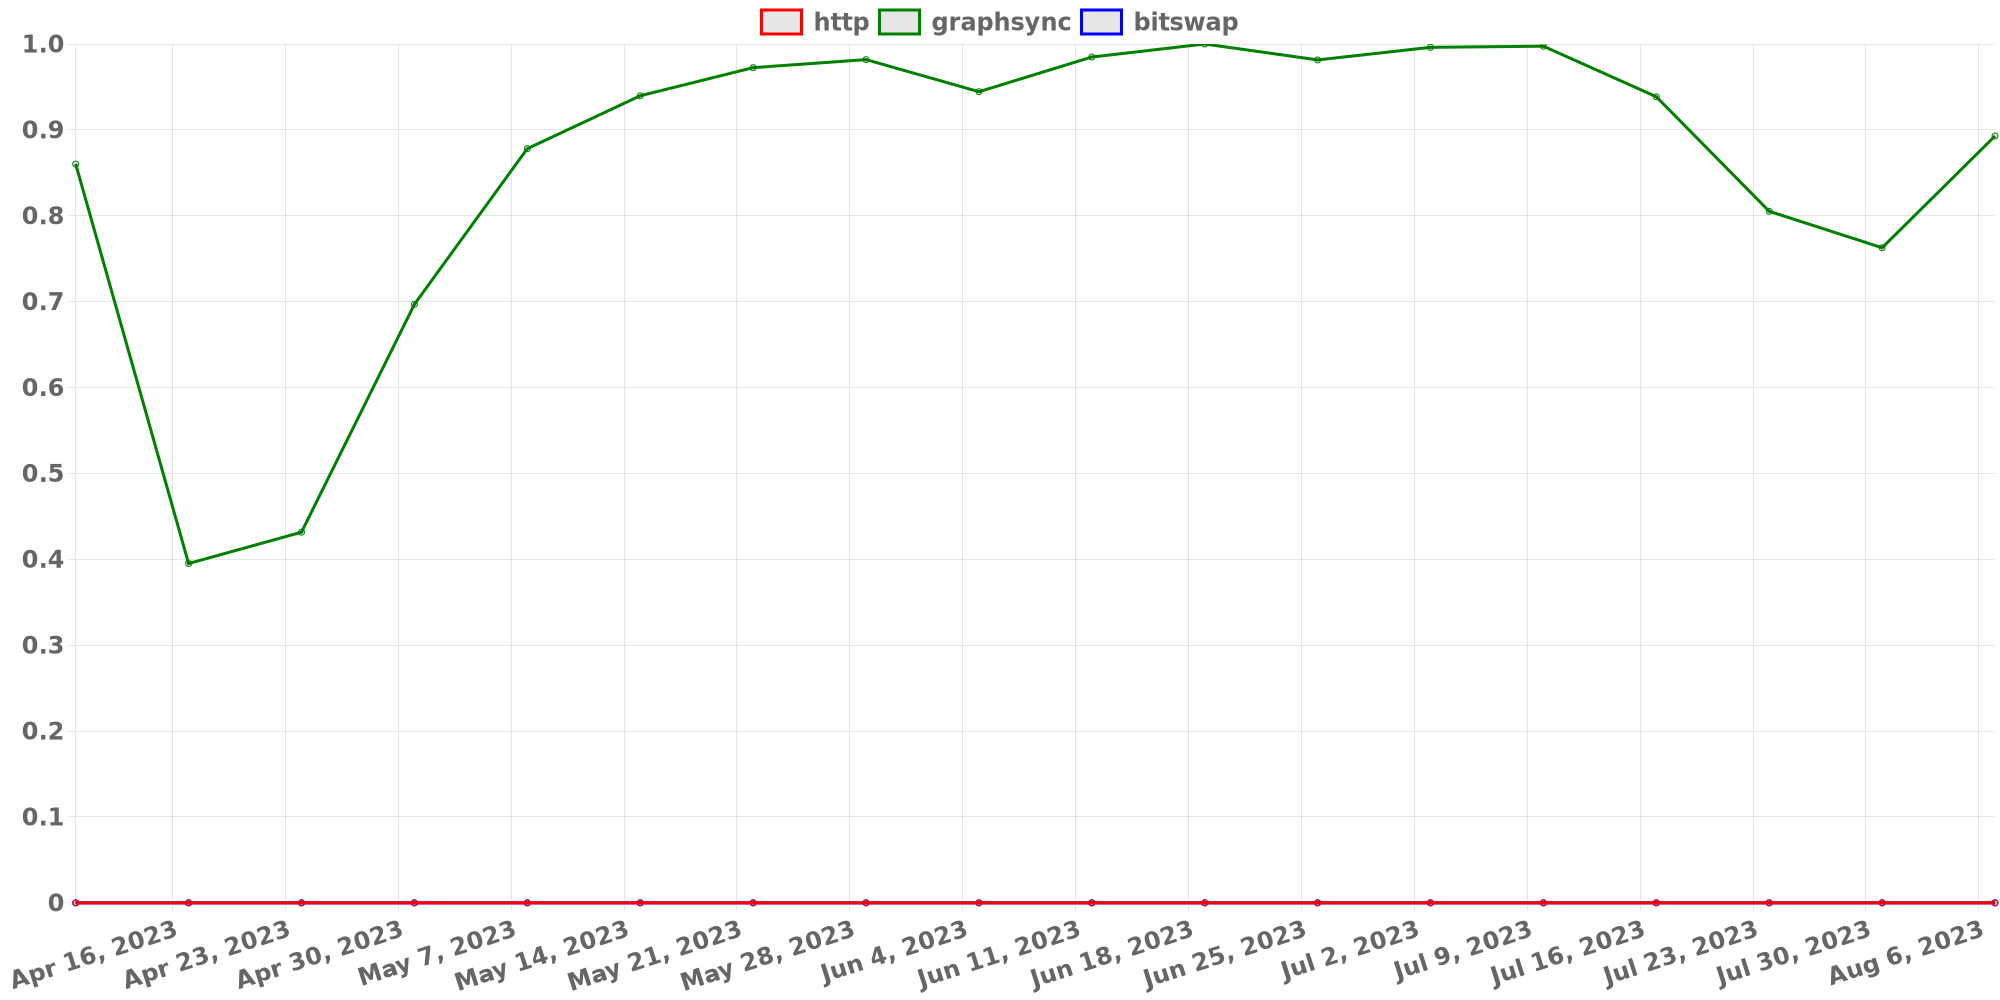 http graphsync bitswap
1.0
0.9
0.8
0.7
0.6
0.5
0.4
0.3
0.2
0.1
0
Apr 16, 2023
Apr 23, 2023
Apr 30, 2023
May 7, 2023
May 14, 2023
May 21, 2023
May 28, 2023
Jun 4, 2023
Jun 11, 2023
Jun 18, 2023
Jun 25, 2023
Jul 2, 2023
Jul 9, 2023
Jul 16, 2023
Jul 23, 2023
Jul 30, 2023
Aug 6, 2023